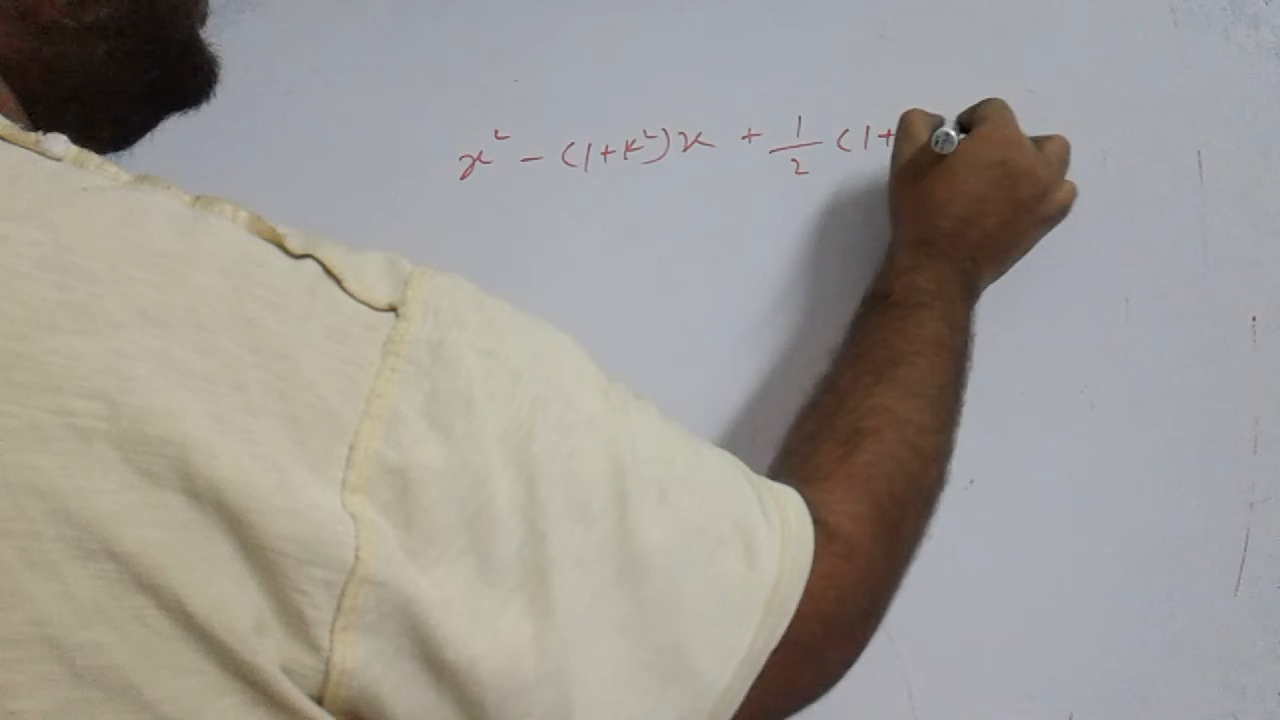 x² - (1+k²)x + 1/2 (1+